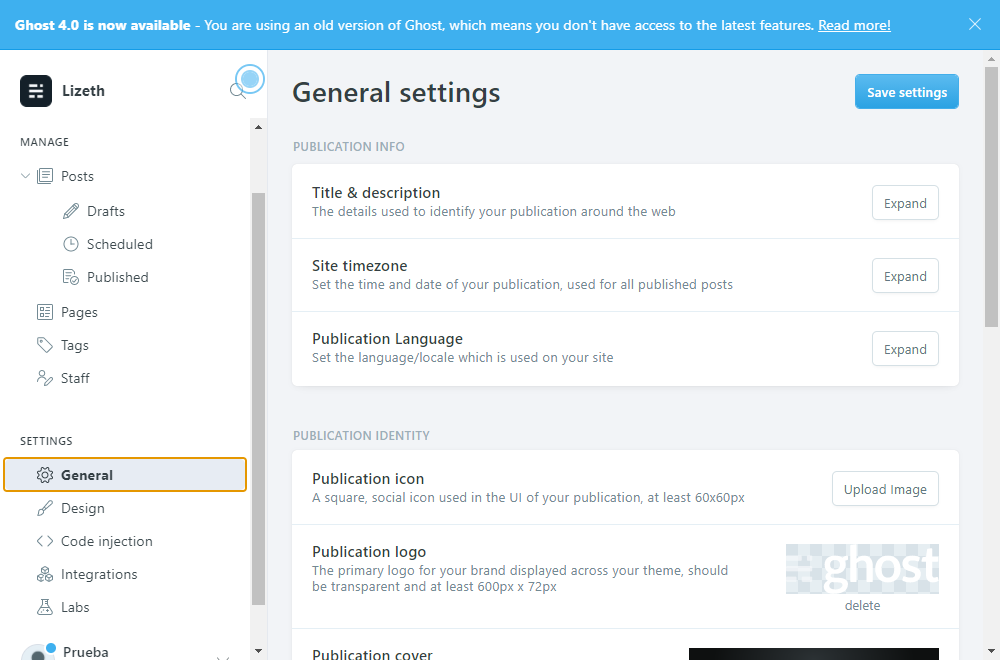 Ghost 4.0 is now available - You are using an old version of Ghost, which means you don't have access to the latest features. Read more!
Lizeth
MANAGE
Posts
Drafts
Scheduled
Published
Pages
Tags
Staff
SETTINGS
General
Design
Code injection
Integrations
Labs
Prueba
General settings
Save settings
PUBLICATION INFO
Title & description
The details used to identify your publication around the web
Expand
Site timezone
Set the time and date of your publication, used for all published posts
Expand
Publication Language
Set the language/locale which is used on your site
Expand
PUBLICATION IDENTITY
Publication icon
A square, social icon used in the UI of your publication, at least 60x60px
Upload Image
Publication logo
The primary logo for your brand displayed across your theme, should
be transparent and at least 600px x 72px
ghost
delete
Publication cover